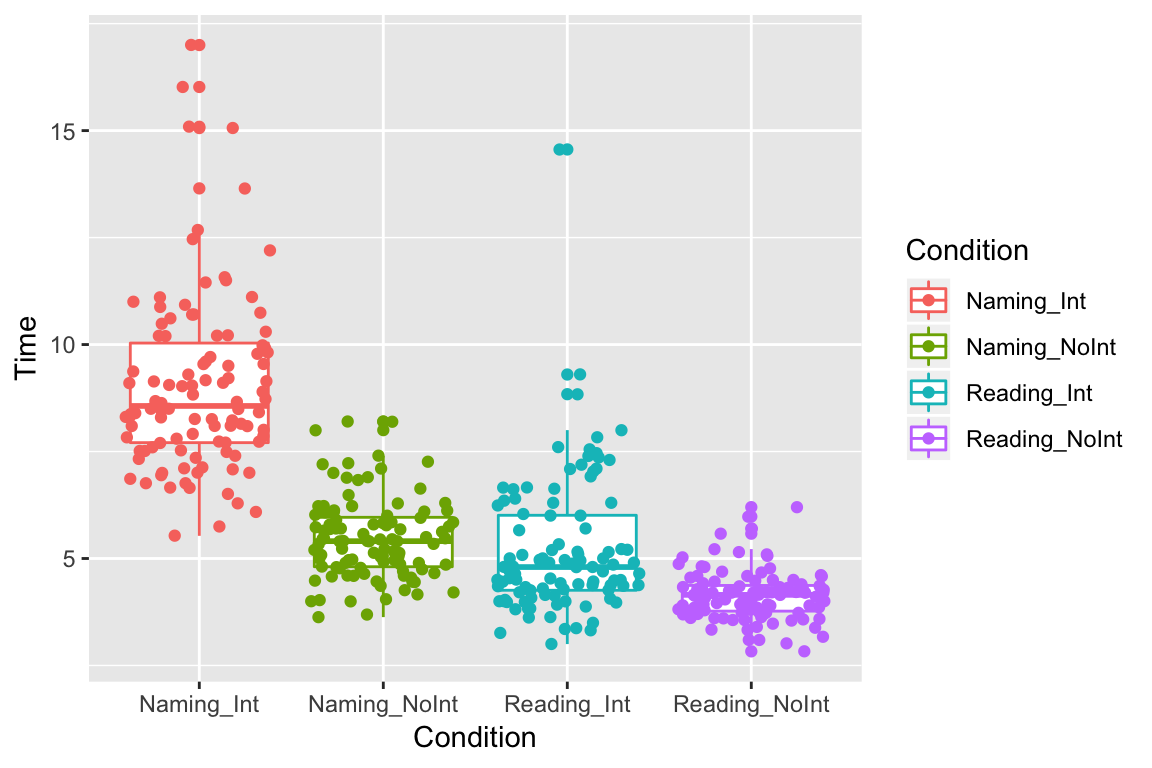 Time
15
10
5
Naming_Int
Naming_NoInt
Reading_Int
Reading_NoInt
Condition
Condition
Naming_Int
Naming_NoInt
Reading_Int
Reading_NoInt